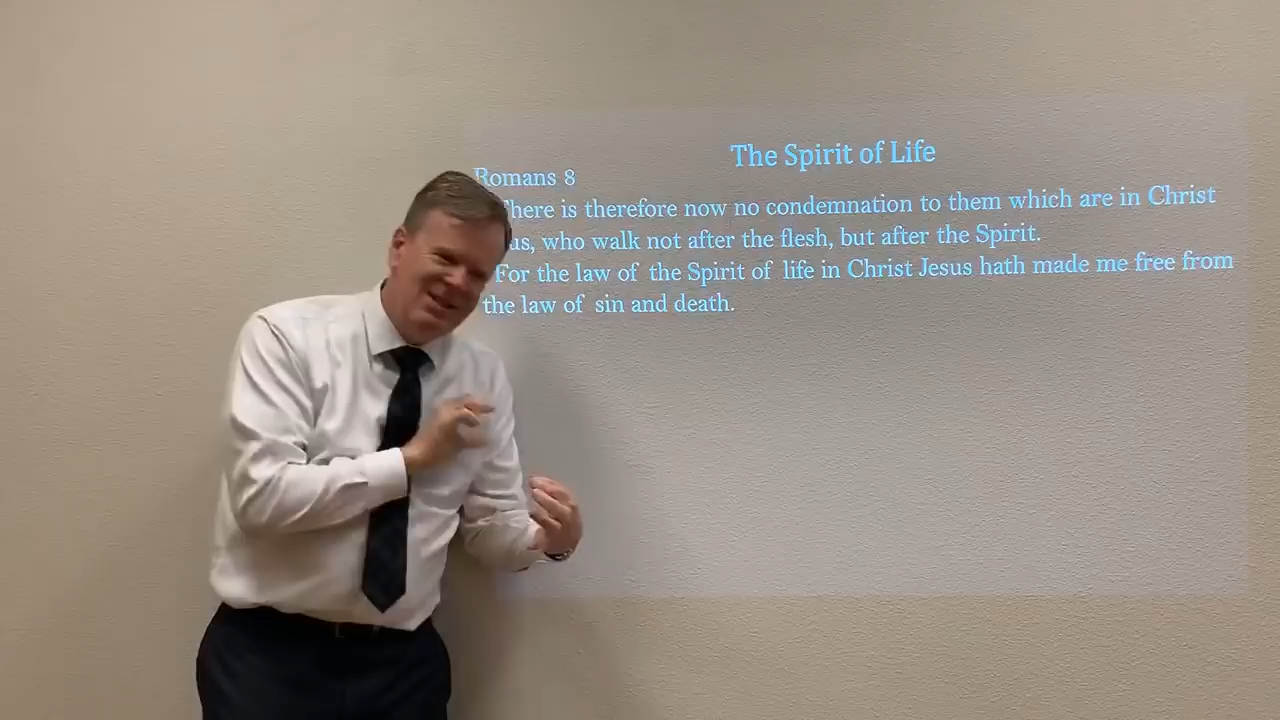 The Spirit of Life
Romans 8
here is therefore now no condemnation to them which are in Christ
us, who walk not after the flesh, but after the Spirit.
For the law of the Spirit of life in Christ Jesus hath made me free from
the law of sin and death.